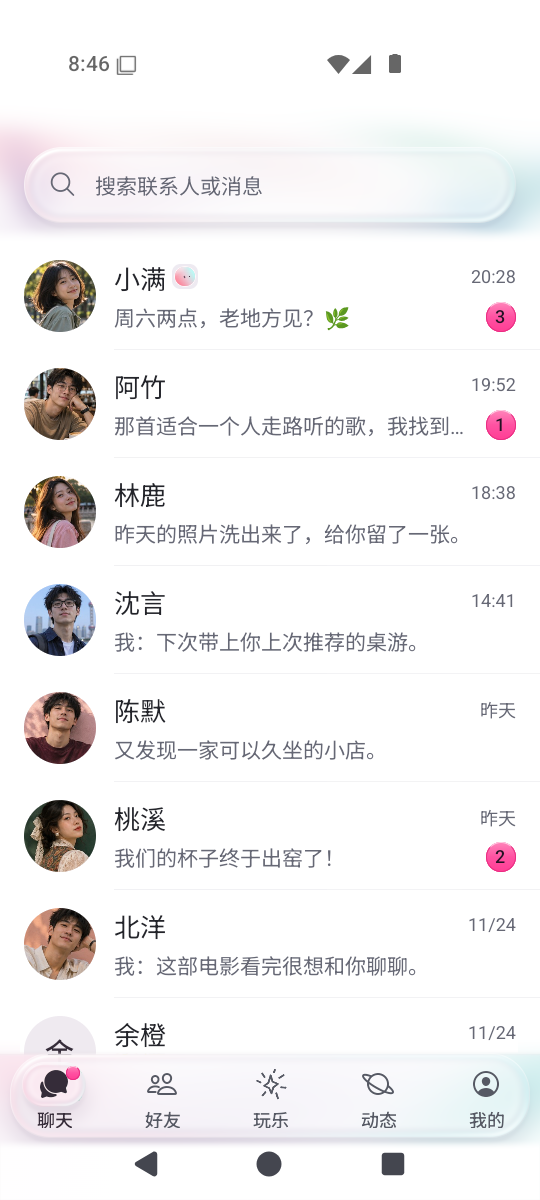 8:46
搜索联系人或消息
小满 20:28
周六两点，老地方见？🌿 3
阿竹 19:52
那首适合一个人走路听的歌，我找到... 1
林鹿 18:38
昨天的照片洗出来了，给你留了一张。
沈言 14:41
我：下次带上你上次推荐的桌游。
陈默 昨天
又发现一家可以久坐的小店。
桃溪 昨天
我们的杯子终于出窑了！ 2
北洋 11/24
我：这部电影看完很想和你聊聊。
余橙 11/24
聊天 好友 玩乐 动态 我的